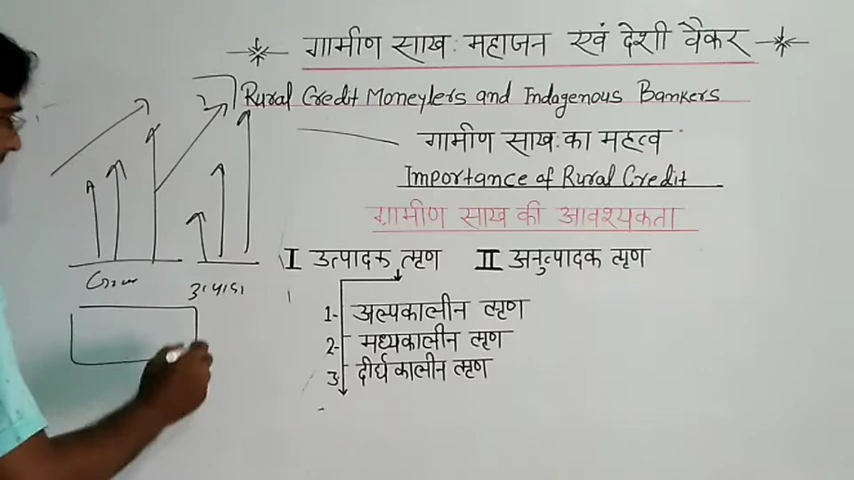 ग्रामीण साख: महाजन एवं देशी वैंकर
Rural Credit Moneylers and Indagenous Bankers
ग्रामीण साख: का महत्व
Importance of Rural Credit
ग्रामीण साख की आवश्यकता
I उत्पादक ऋण II अनुत्पादक ऋण
1- अल्पकालीन ऋण
2- मध्यकालीन ऋण
3- दीर्घकालीन ऋण